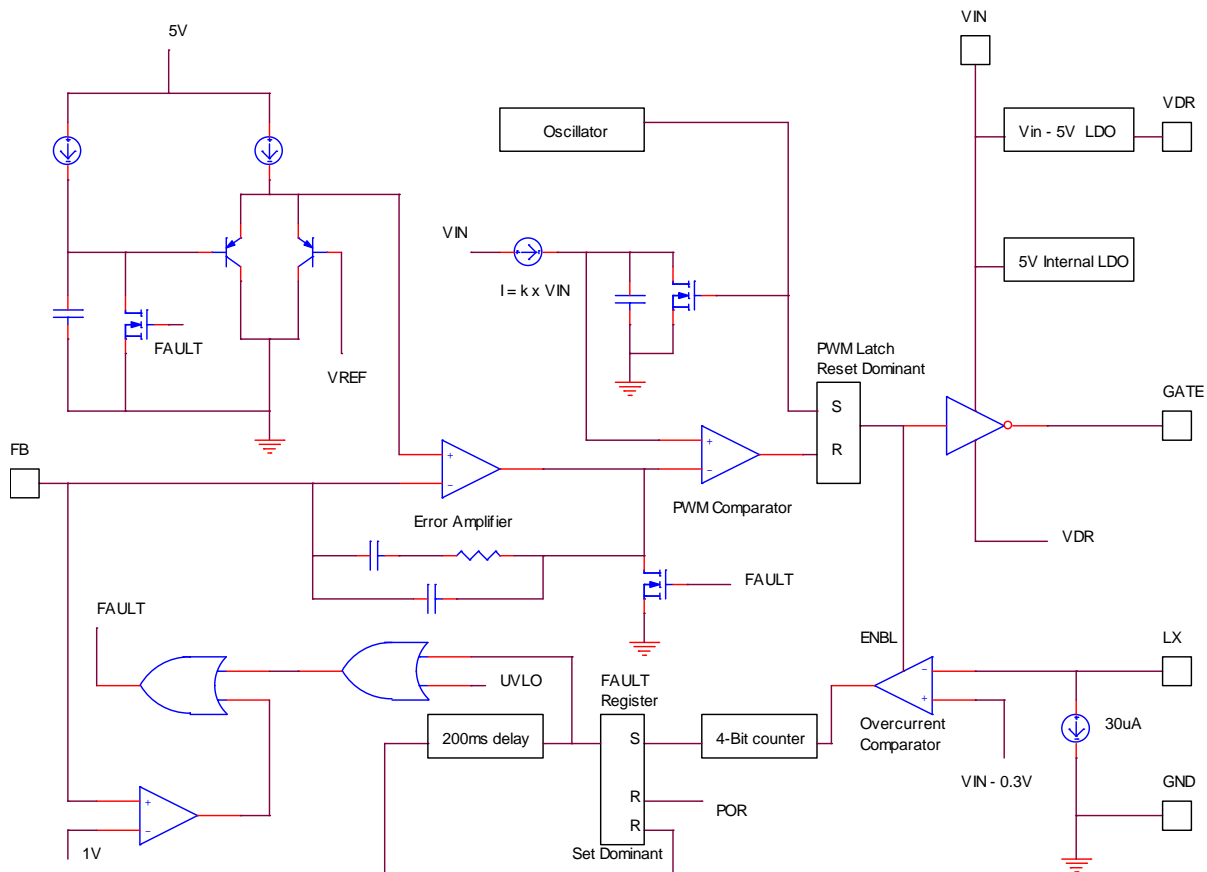 VIN
5V
VDR
Oscillator
Vin - 5V LDO
VIN
5V Internal LDO
I = k x VIN
FAULT
VREF
PWM Latch
Reset Dominant
GATE
S
R
+
-
+
-
FB
PWM Comparator
Error Amplifier
VDR
FAULT
FAULT
ENBL
LX
UVLO
FAULT
Register
-
+
Overcurrent
Comparator
30uA
200ms delay
S
4-Bit counter
VIN - 0.3V
GND
+
-
R
POR
R
1V
Set Dominant